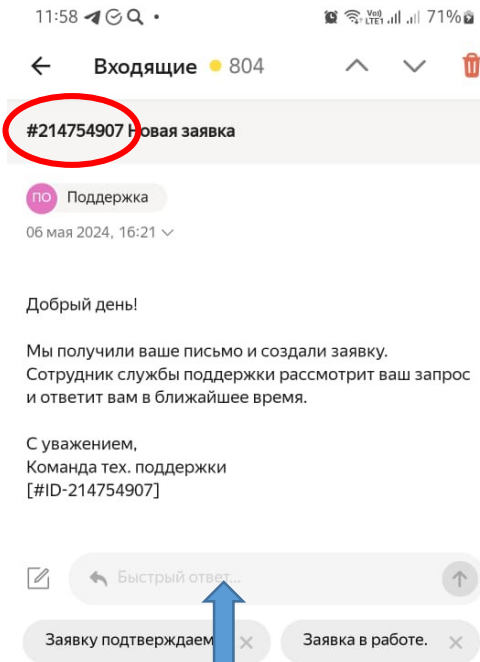 11:58 71%
Входящие 804
#214754907 Новая заявка
ПО Поддержка
06 мая 2024, 16:21
Добрый день!
Мы получили ваше письмо и создали заявку.
Сотрудник службы поддержки рассмотрит ваш запрос
и ответит вам в ближайшее время.
С уважением,
Команда тех. поддержки
[#ID-214754907]
Быстрый ответ...
Заявку подтверждаем Заявка в работе.